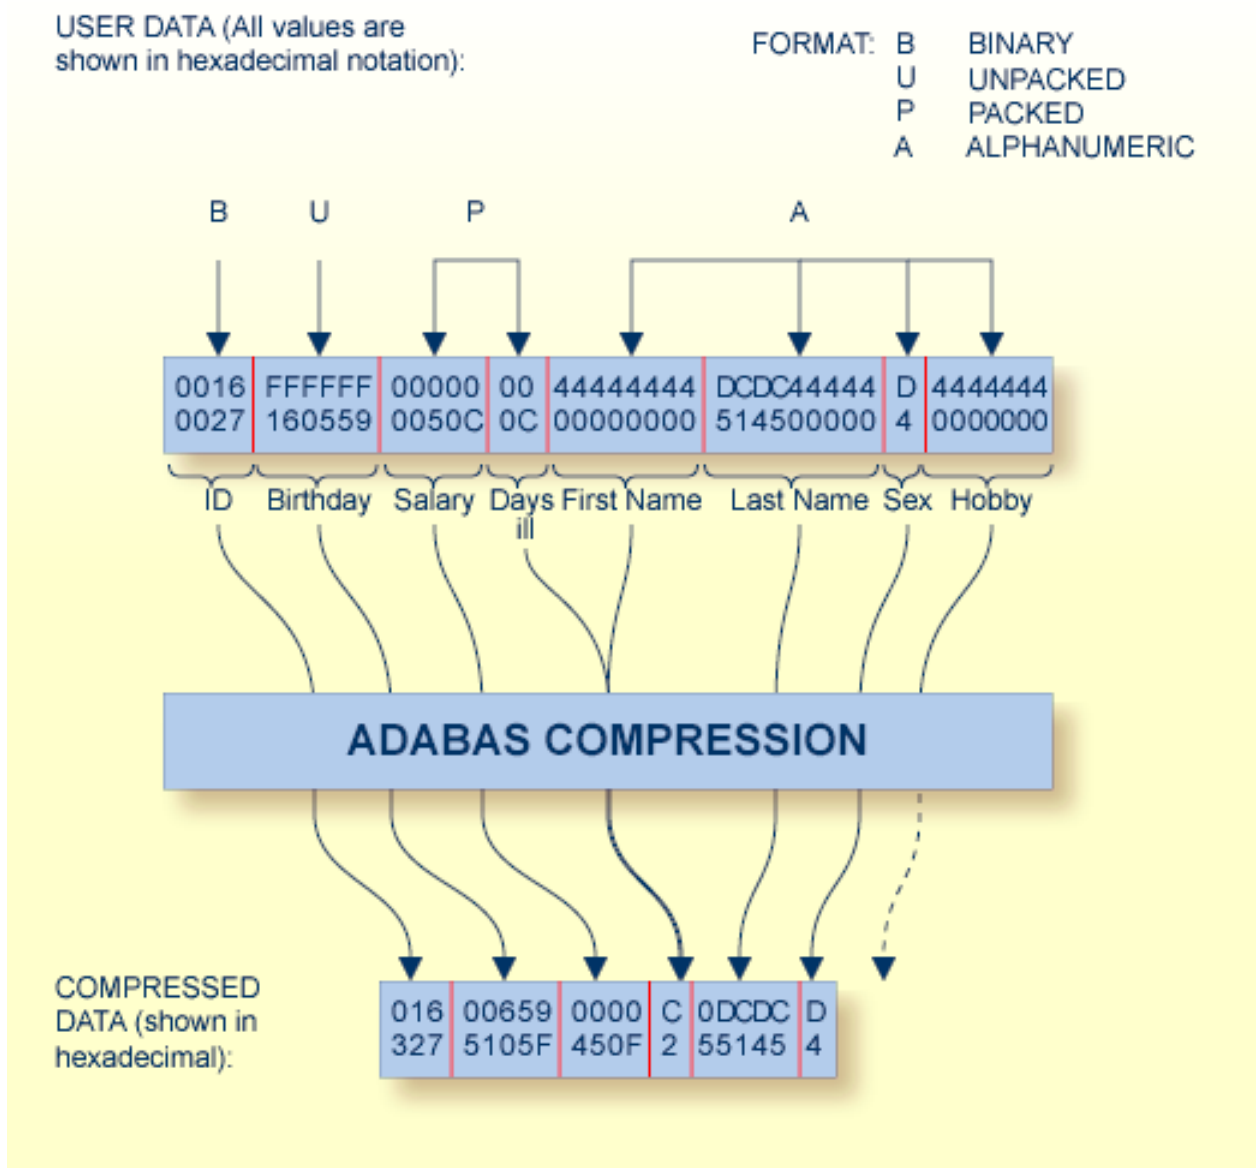 USER DATA (All values are
shown in hexadecimal notation):
FORMAT: B BINARY
U UNPACKED
P PACKED
A ALPHANUMERIC
B U P A
0016 FFFFFF 00000 00 44444444 DCDC44444 D 4444444
0027 160559 0050C 0C 00000000 514500000 4 0000000
ID Birthday Salary Days First Name Last Name Sex Hobby
ill
ADABAS COMPRESSION
COMPRESSED
DATA (shown in
hexadecimal):
016 00659 0000 C 0DCDC D
327 5105F 450F 2 55145 4